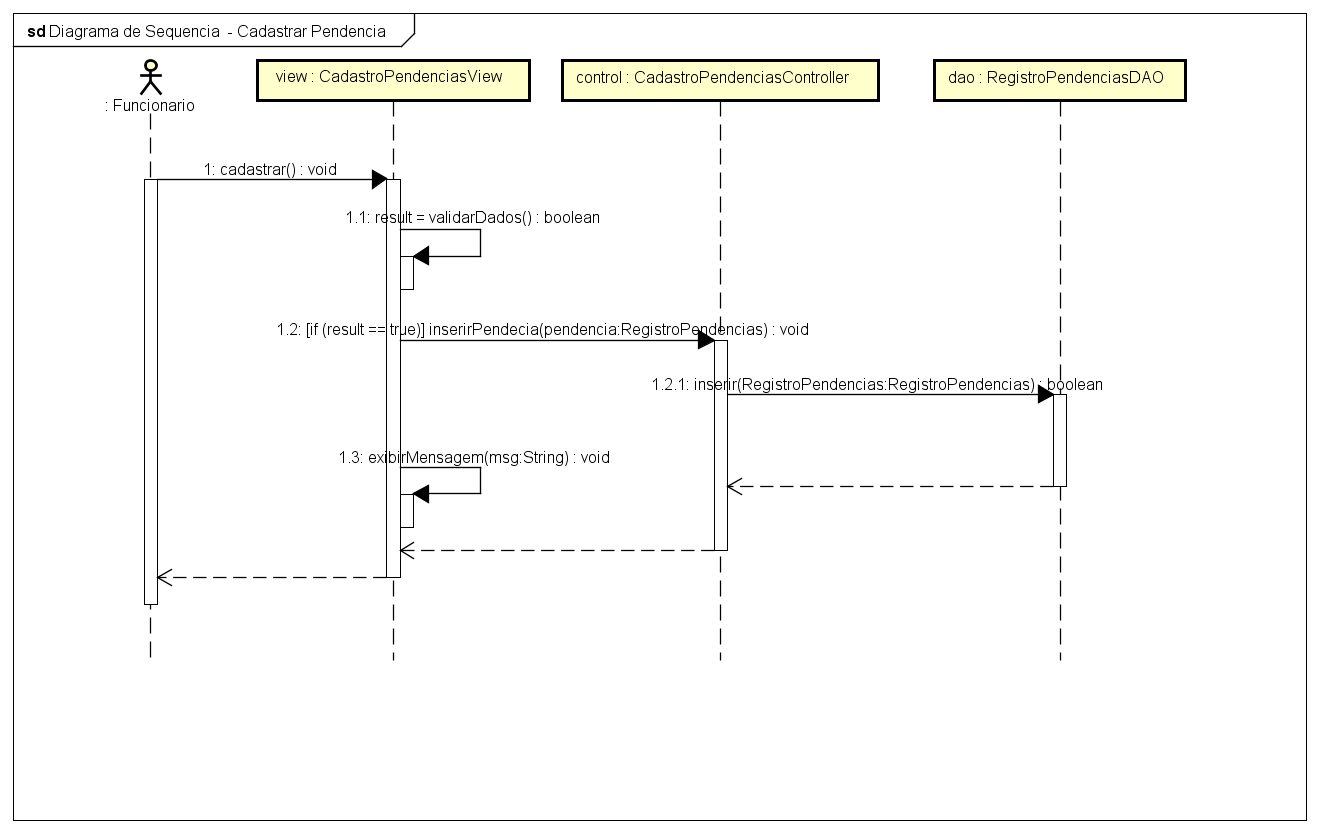 sd Diagrama de Sequencia - Cadastrar Pendencia
: Funcionario
view : CadastroPendenciasView
control : CadastroPendenciasController
dao : RegistroPendenciasDAO
1: cadastrar() : void
1.1: result = validarDados() : boolean
1.2: [if (result == true)] inserirPendecia(pendencia:RegistroPendencias) : void
1.2.1: inserir(RegistroPendencias:RegistroPendencias) : boolean
1.3: exibirMensagem(msg:String) : void